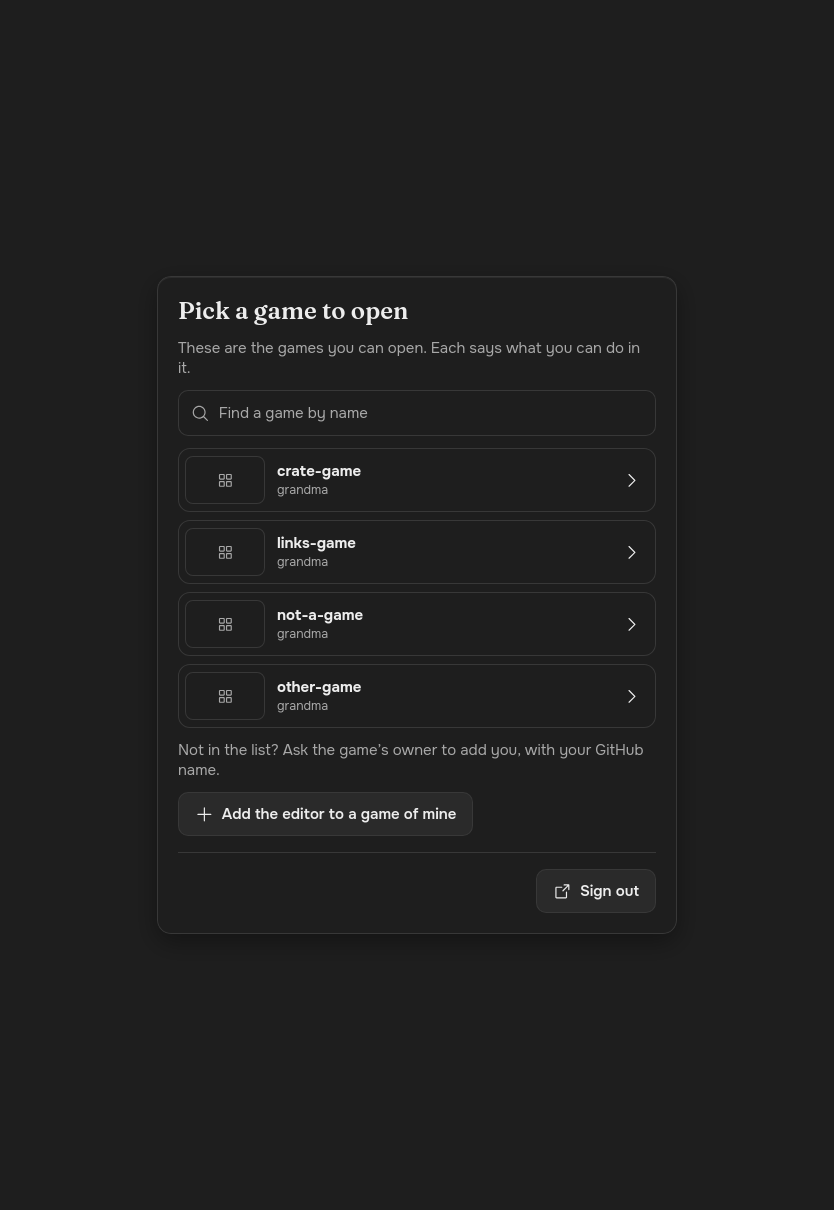 Pick a game to open
These are the games you can open. Each says what you can do in
it.
Find a game by name
crate-game
grandma
links-game
grandma
not-a-game
grandma
other-game
grandma
Not in the list? Ask the game’s owner to add you, with your GitHub
name.
Add the editor to a game of mine
Sign out